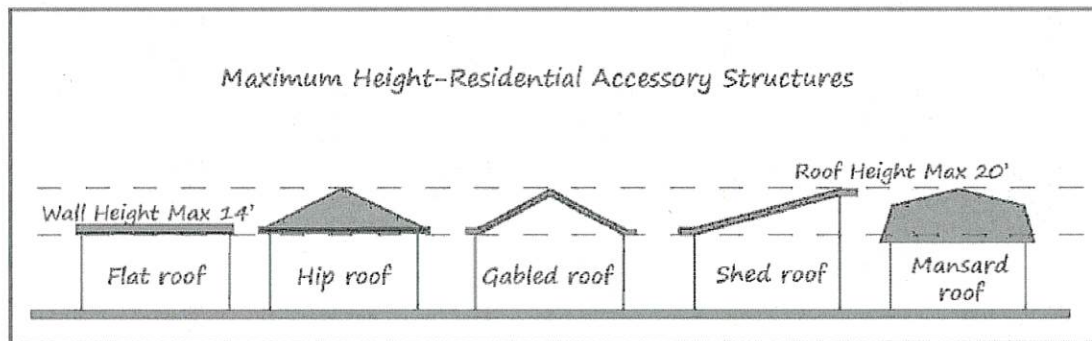 Maximum Height-Residential Accessory Structures
Roof Height Max 20'
Wall Height Max 14'
Flat roof
Hip roof
Gabled roof
Shed roof
Mansard
roof